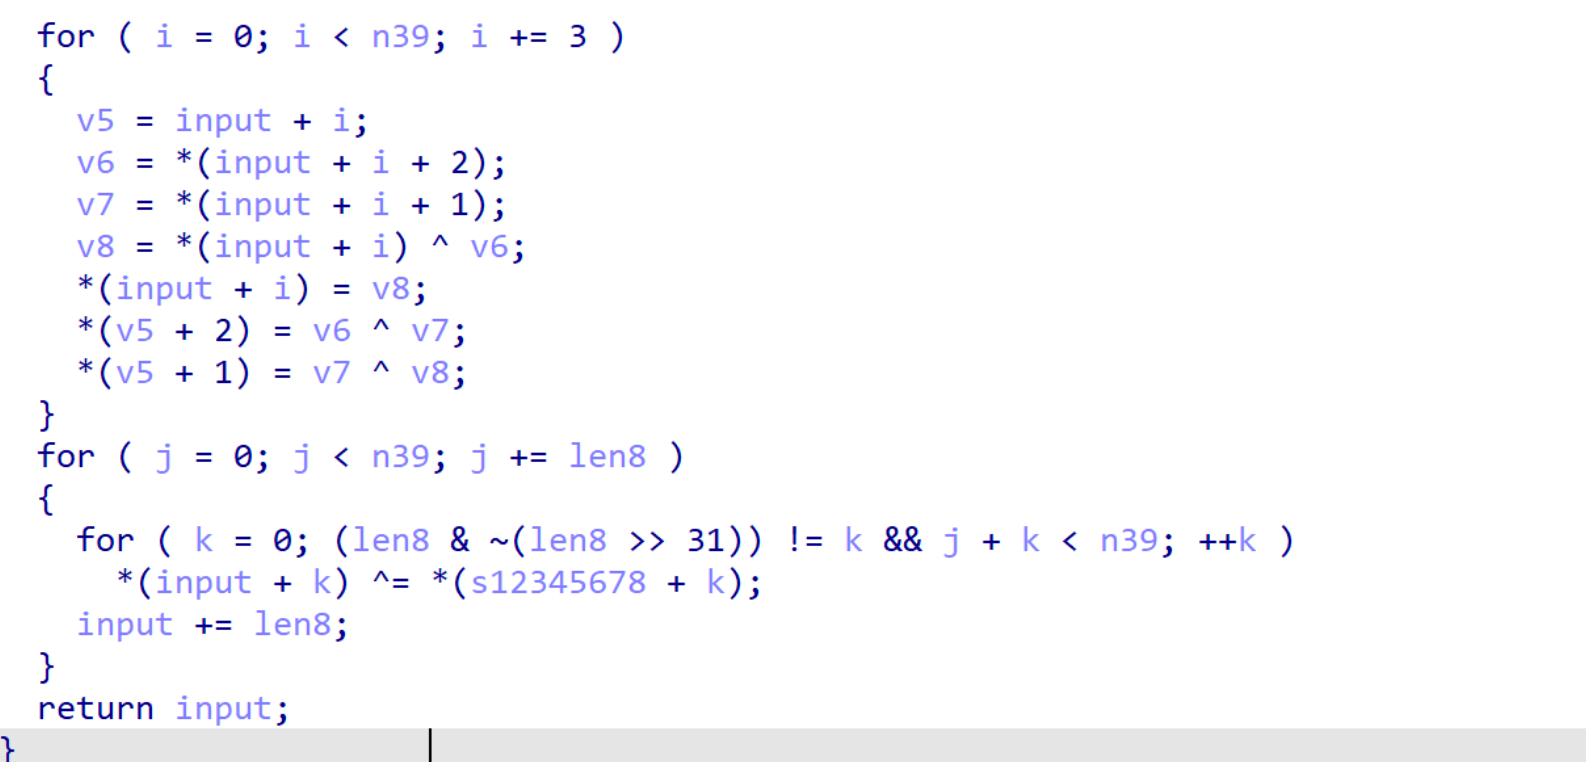 for ( i = 0; i < n39; i += 3 )
{
v5 = input + i;
v6 = *(input + i + 2);
v7 = *(input + i + 1);
v8 = *(input + i) ^ v6;
*(input + i) = v8;
*(v5 + 2) = v6 ^ v7;
*(v5 + 1) = v7 ^ v8;
}
for ( j = 0; j < n39; j += len8 )
{
for ( k = 0; (len8 & ~(len8 >> 31)) != k && j + k < n39; ++k )
*(input + k) ^= *(s12345678 + k);
input += len8;
}
return input;
}